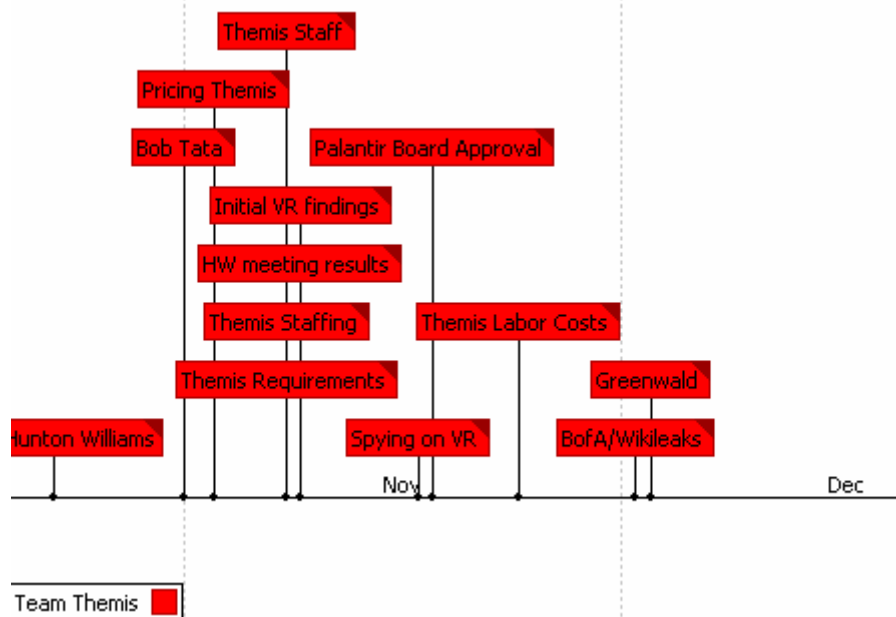 Themis Staff
Pricing Themis
Bob Tata
Palantir Board Approval
Initial VR findings
HW meeting results
Themis Staffing
Themis Labor Costs
Themis Requirements
Greenwald
Hunton Williams
Spying on VR
BofA/Wikileaks
Nov
Dec
Team Themis